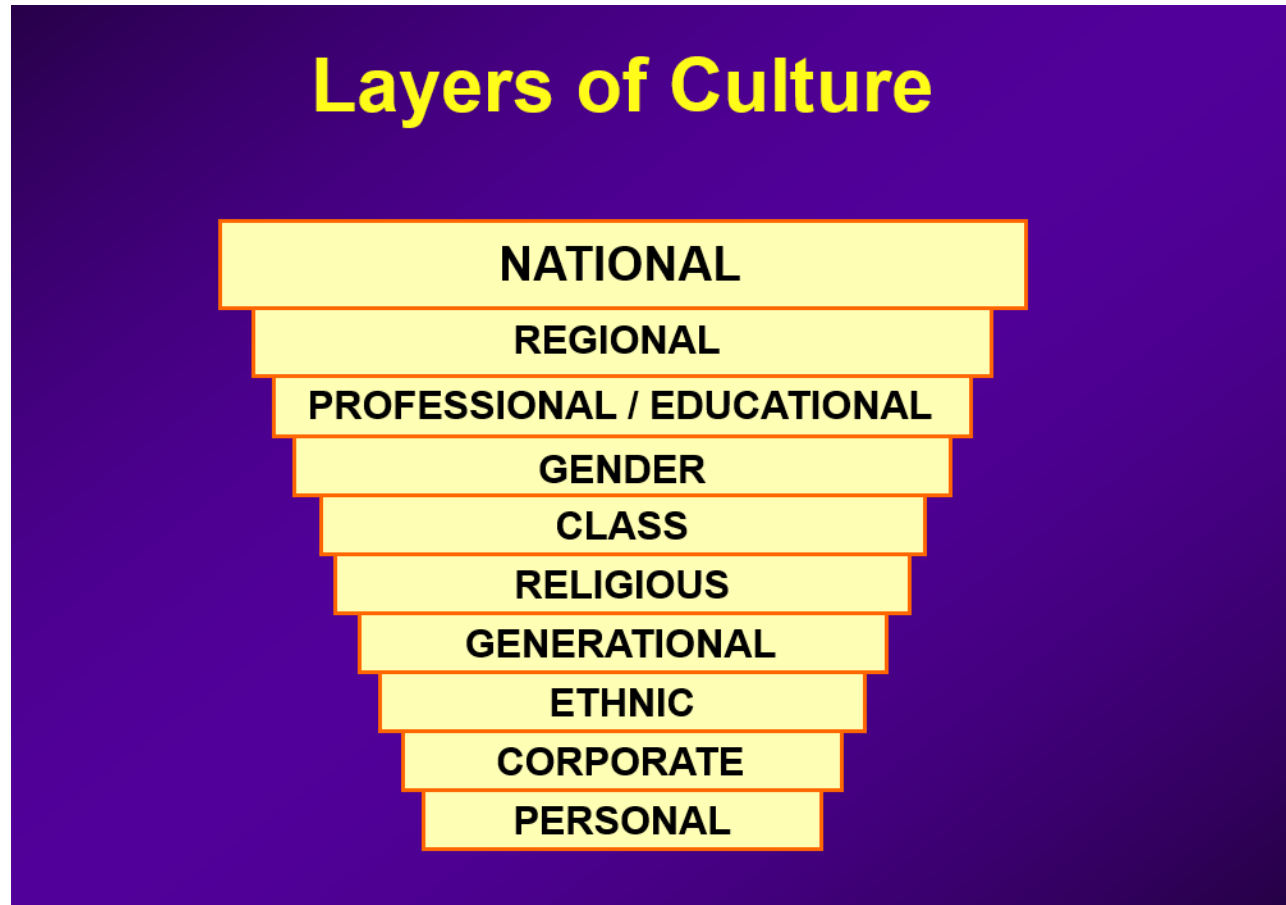 Layers of Culture
NATIONAL
REGIONAL
PROFESSIONAL / EDUCATIONAL
GENDER
CLASS
RELIGIOUS
GENERATIONAL
ETHNIC
CORPORATE
PERSONAL